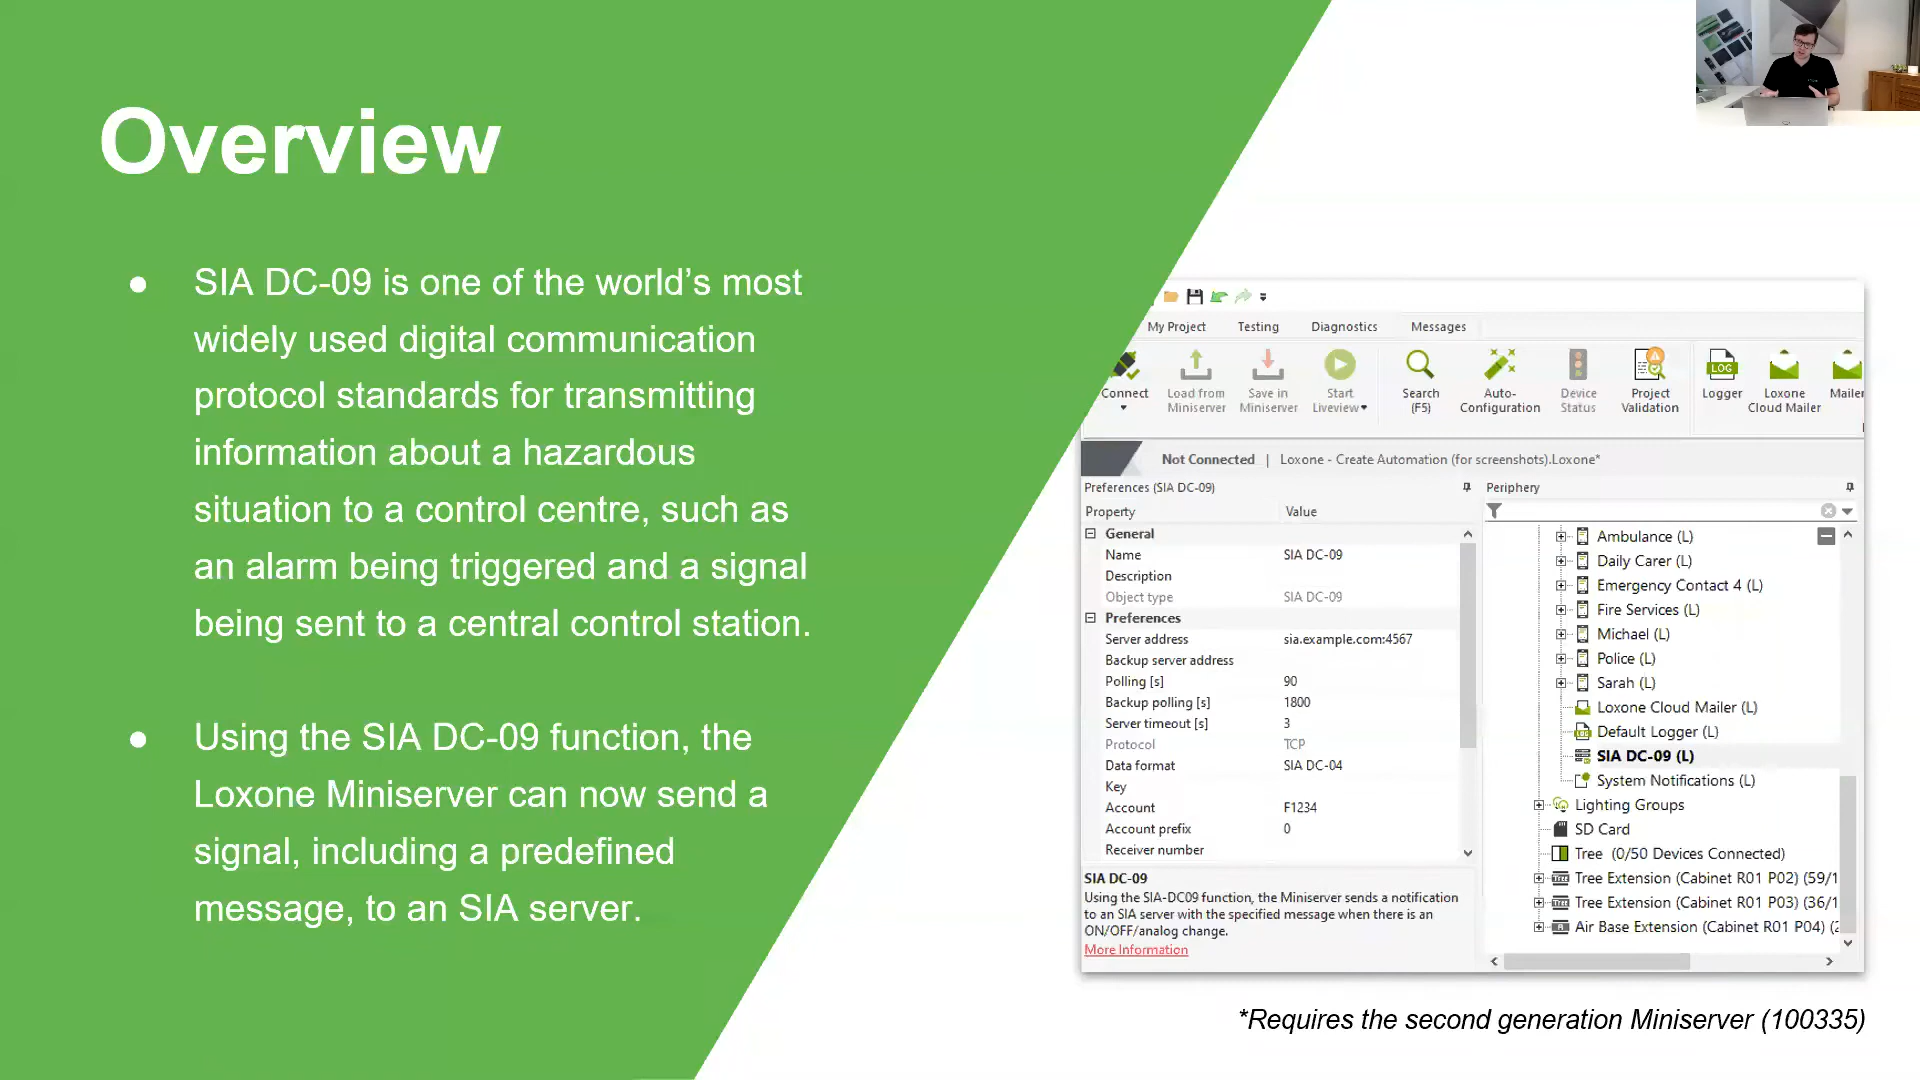 Overview
● SIA DC-09 is one of the world’s most
widely used digital communication
protocol standards for transmitting
information about a hazardous
situation to a control centre, such as
an alarm being triggered and a signal
being sent to a central control station.
● Using the SIA DC-09 function, the
Loxone Miniserver can now send a
signal, including a predefined
message, to an SIA server.
My Project Testing Diagnostics Messages
Connect
Load from
Miniserver
Save in
Miniserver
Start
Liveview
Search
(F5)
Auto-
Configuration
Device
Status
Project
Validation
LOG
Logger
Loxone
Cloud Mailer
Mailer
Not Connected | Loxone - Create Automation (for screenshots).Loxone*
Preferences (SIA DC-09)
Property Value
General
Name SIA DC-09
Description
Object type SIA DC-09
Preferences
Server address sia.example.com:4567
Backup server address
Polling [s] 90
Backup polling [s] 1800
Server timeout [s] 3
Protocol TCP
Data format SIA DC-04
Key
Account F1234
Account prefix 0
Receiver number
SIA DC-09
Using the SIA-DC09 function, the Miniserver sends a notification
to an SIA server with the specified message when there is an
ON/OFF/analog change.
More Information
Periphery
Ambulance (L)
Daily Carer (L)
Emergency Contact 4 (L)
Fire Services (L)
Michael (L)
Police (L)
Sarah (L)
Loxone Cloud Mailer (L)
Default Logger (L)
SIA DC-09 (L)
System Notifications (L)
Lighting Groups
SD Card
Tree (0/50 Devices Connected)
Tree Extension (Cabinet R01 P02) (59/1
Tree Extension (Cabinet R01 P03) (36/1
Air Base Extension (Cabinet R01 P04) (2
*Requires the second generation Miniserver (100335)